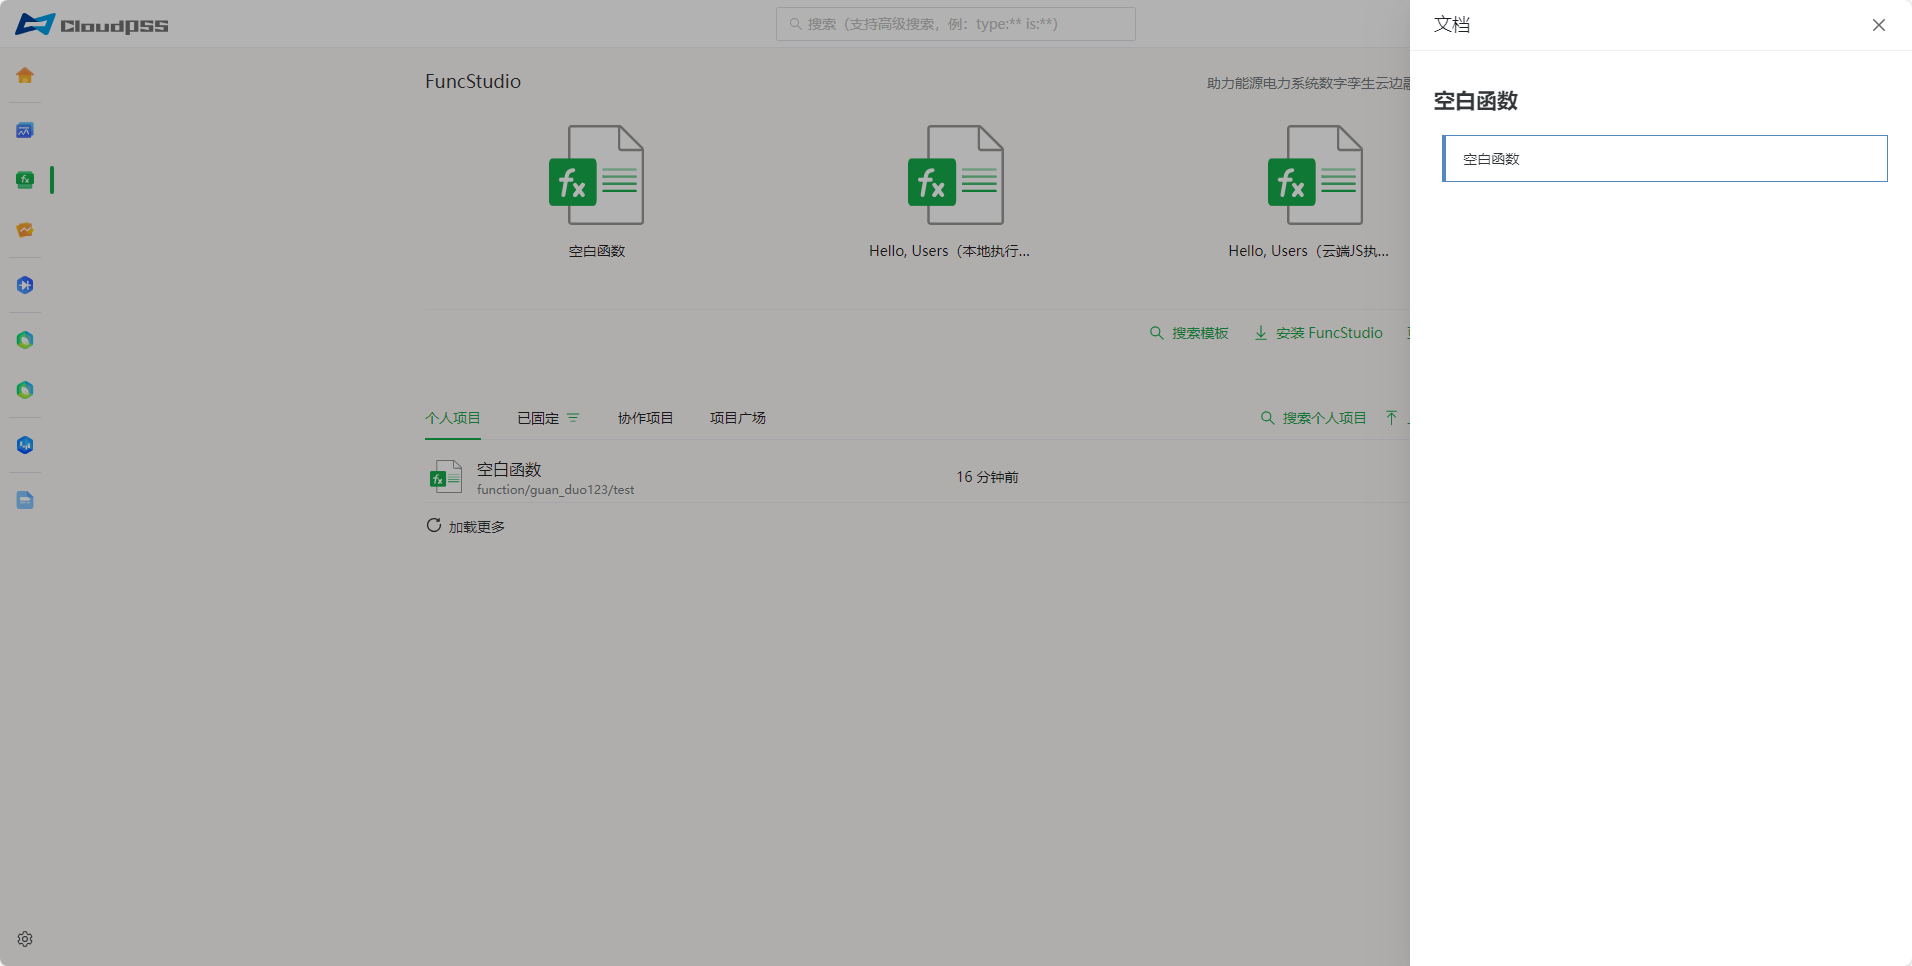 CloudPSS
搜索（支持高级搜索，例：type:** is:**）
文档
FuncStudio
助力能源电力系统数字孪生云边
空白函数
空白函数
fx
fx
fx
空白函数
Hello, Users（本地执行...
Hello, Users（云端JS执...
搜索模板
安装 FuncStudio
个人项目
已固定
协作项目
项目广场
搜索个人项目
空白函数
function/guan_duo123/test
16 分钟前
加载更多